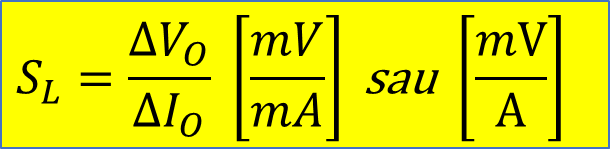 S_L = ΔV_O / ΔI_O [mV / mA] sau [mV / A]